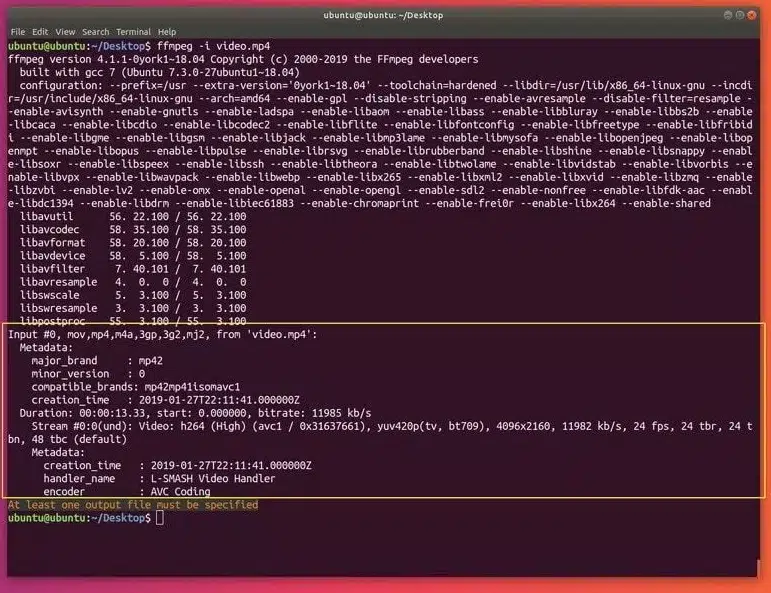 ubuntu@ubuntu: ~/Desktop
File Edit View Search Terminal Help
ubuntu@ubuntu:~/Desktop$ ffmpeg -i video.mp4
ffmpeg version 4.1.1-0york1~18.04 Copyright (c) 2000-2019 the FFmpeg developers
  built with gcc 7 (Ubuntu 7.3.0-27ubuntu1~18.04)
  configuration: --prefix=/usr --extra-version='0york1~18.04' --toolchain=hardened --libdir=/usr/lib/x86_64-linux-gnu --incdi
r=/usr/include/x86_64-linux-gnu --arch=amd64 --enable-gpl --disable-stripping --enable-avresample --disable-filter=resample -
-enable-avisynth --enable-gnutls --enable-ladspa --enable-libaom --enable-libass --enable-libbluray --enable-libbs2b --enable
-libcaca --enable-libcdio --enable-libcodec2 --enable-libflite --enable-libfontconfig --enable-libfreetype --enable-libfribid
i --enable-libgme --enable-libgsm --enable-libjack --enable-libmp3lame --enable-libmysofa --enable-libopenjpeg --enable-libop
enmpt --enable-libopus --enable-libpulse --enable-librsvg --enable-librubberband --enable-libshine --enable-libsnappy --enabl
e-libsoxr --enable-libspeex --enable-libssh --enable-libtheora --enable-libtwolame --enable-libvidstab --enable-libvorbis --e
nable-libvpx --enable-libwavpack --enable-libwebp --enable-libx265 --enable-libxml2 --enable-libxvid --enable-libzmq --enable
-libzvbi --enable-lv2 --enable-omx --enable-openal --enable-opengl --enable-sdl2 --enable-nonfree --enable-libfdk-aac --enabl
e-libdc1394 --enable-libdrm --enable-libiec61883 --enable-chromaprint --enable-frei0r --enable-libx264 --enable-shared
  libavutil      56. 22.100 / 56. 22.100
  libavcodec     58. 35.100 / 58. 35.100
  libavformat    58. 20.100 / 58. 20.100
  libavdevice    58.  5.100 / 58.  5.100
  libavfilter     7. 40.101 /  7. 40.101
  libavresample   4.  0.  0 /  4.  0.  0
  libswscale      5.  3.100 /  5.  3.100
  libswresample   3.  3.100 /  3.  3.100
  libpostproc    55.  3.100 / 55.  3.100
Input #0, mov,mp4,m4a,3gp,3g2,mj2, from 'video.mp4':
  Metadata:
    major_brand     : mp42
    minor_version   : 0
    compatible_brands: mp42mp41isomavc1
    creation_time   : 2019-01-27T22:11:41.000000Z
  Duration: 00:00:13.33, start: 0.000000, bitrate: 11985 kb/s
    Stream #0:0(und): Video: h264 (High) (avc1 / 0x31637661), yuv420p(tv, bt709), 4096x2160, 11982 kb/s, 24 fps, 24 tbr, 24 t
bn, 48 tbc (default)
    Metadata:
      creation_time   : 2019-01-27T22:11:41.000000Z
      handler_name    : L-SMASH Video Handler
      encoder         : AVC Coding
At least one output file must be specified
ubuntu@ubuntu:~/Desktop$